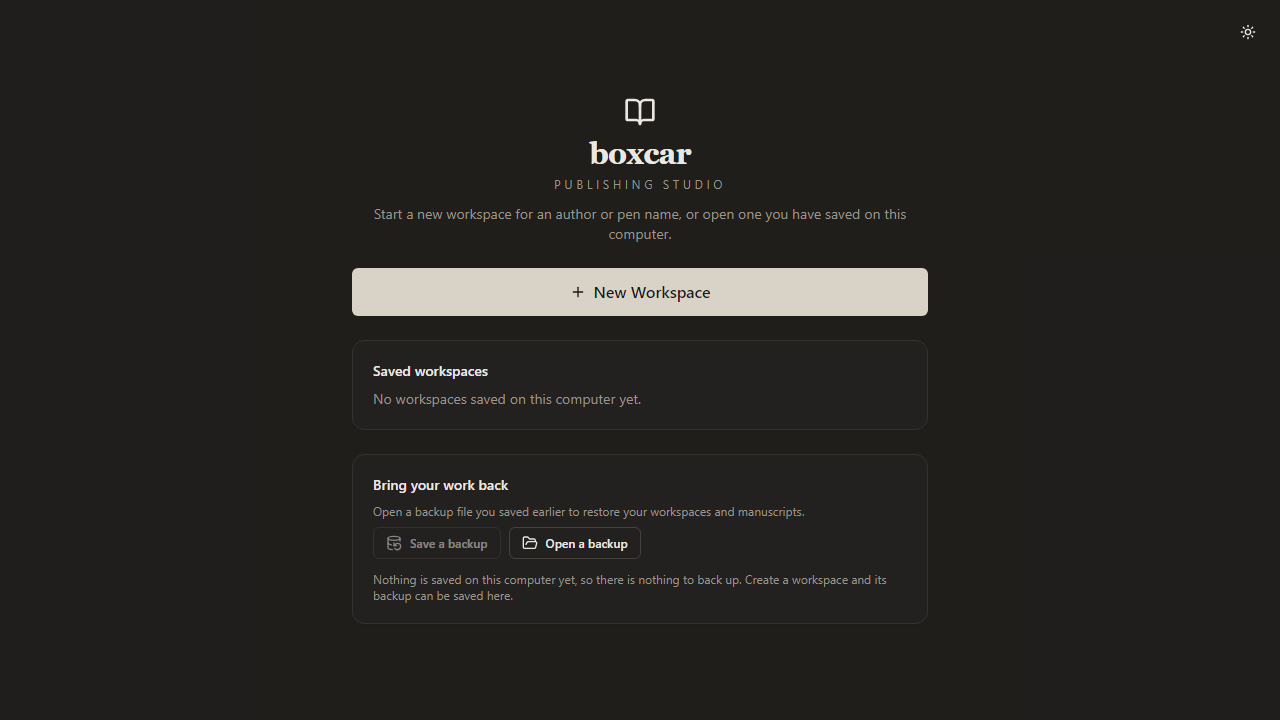 boxcar
PUBLISHING STUDIO
Start a new workspace for an author or pen name, or open one you have saved on this
computer.
New Workspace
Saved workspaces
No workspaces saved on this computer yet.
Bring your work back
Open a backup file you saved earlier to restore your workspaces and manuscripts.
Save a backup
Open a backup
Nothing is saved on this computer yet, so there is nothing to back up. Create a workspace and its
backup can be saved here.